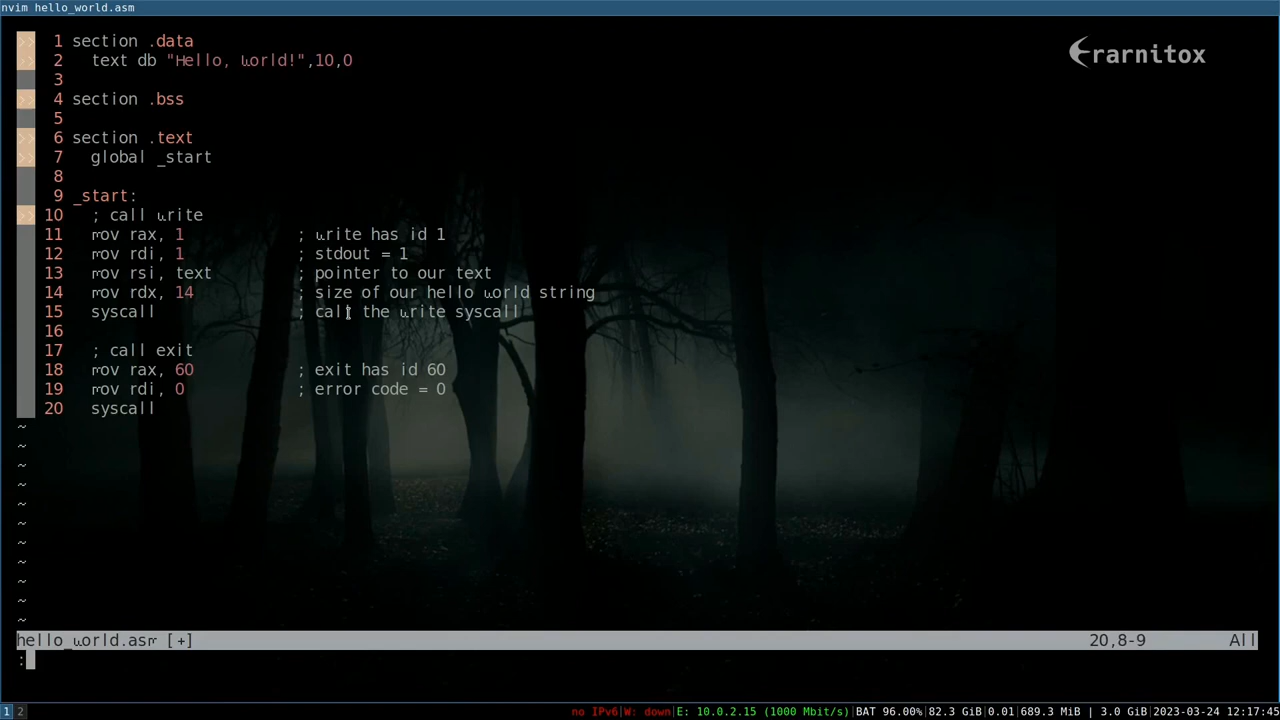 nvim hello_world.asm
rarnitox
>> 1 section .data
>> 2 text db "Hello, world!",10,0
3
>> 4 section .bss
5
>> 6 section .text
>> 7 global _start
8
9 _start:
>> 10 ; call write
11 mov rax, 1 ; write has id 1
12 mov rdi, 1 ; stdout = 1
13 mov rsi, text ; pointer to our text
14 mov rdx, 14 ; size of our hello world string
15 syscall ; call the write syscall
16
17 ; call exit
18 mov rax, 60 ; exit has id 60
19 mov rdi, 0 ; error code = 0
20 syscall
~
~
~
~
~
~
~
~
~
~
~
hello_world.asm [+] 20,8-9 All
:
1 2 no IPv6|W: down|E: 10.0.2.15 (1000 Mbit/s)|BAT 96.00%|82.3 GiB|0.01|689.3 MiB | 3.0 GiB|2023-03-24 12:17:45